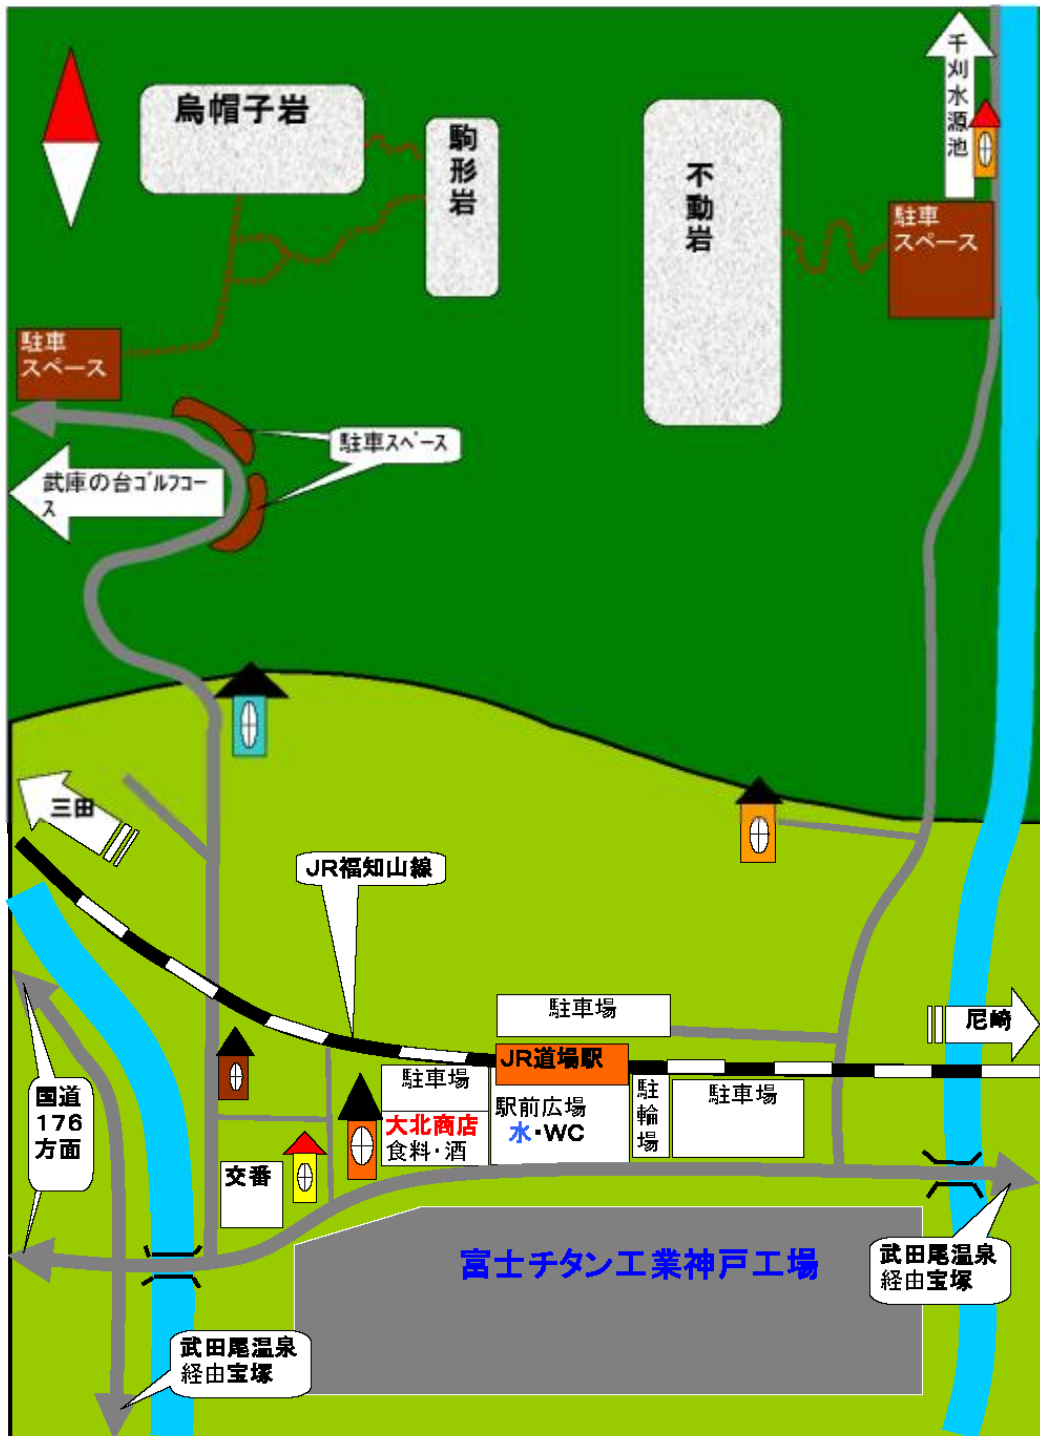 千刈水源池
烏帽子岩
駒形岩
不動岩
駐車
スペース
駐車
スペース
駐車スペース
武庫の台ゴルフコー
ス
三田
JR福知山線
駐車場
尼崎
JR道場駅
駐車場
大北商店
食料・酒
駅前広場
水・WC
駐輪場
駐車場
国道
176
方面
交番
富士チタン工業神戸工場
武田尾温泉
経由宝塚
武田尾温泉
経由宝塚